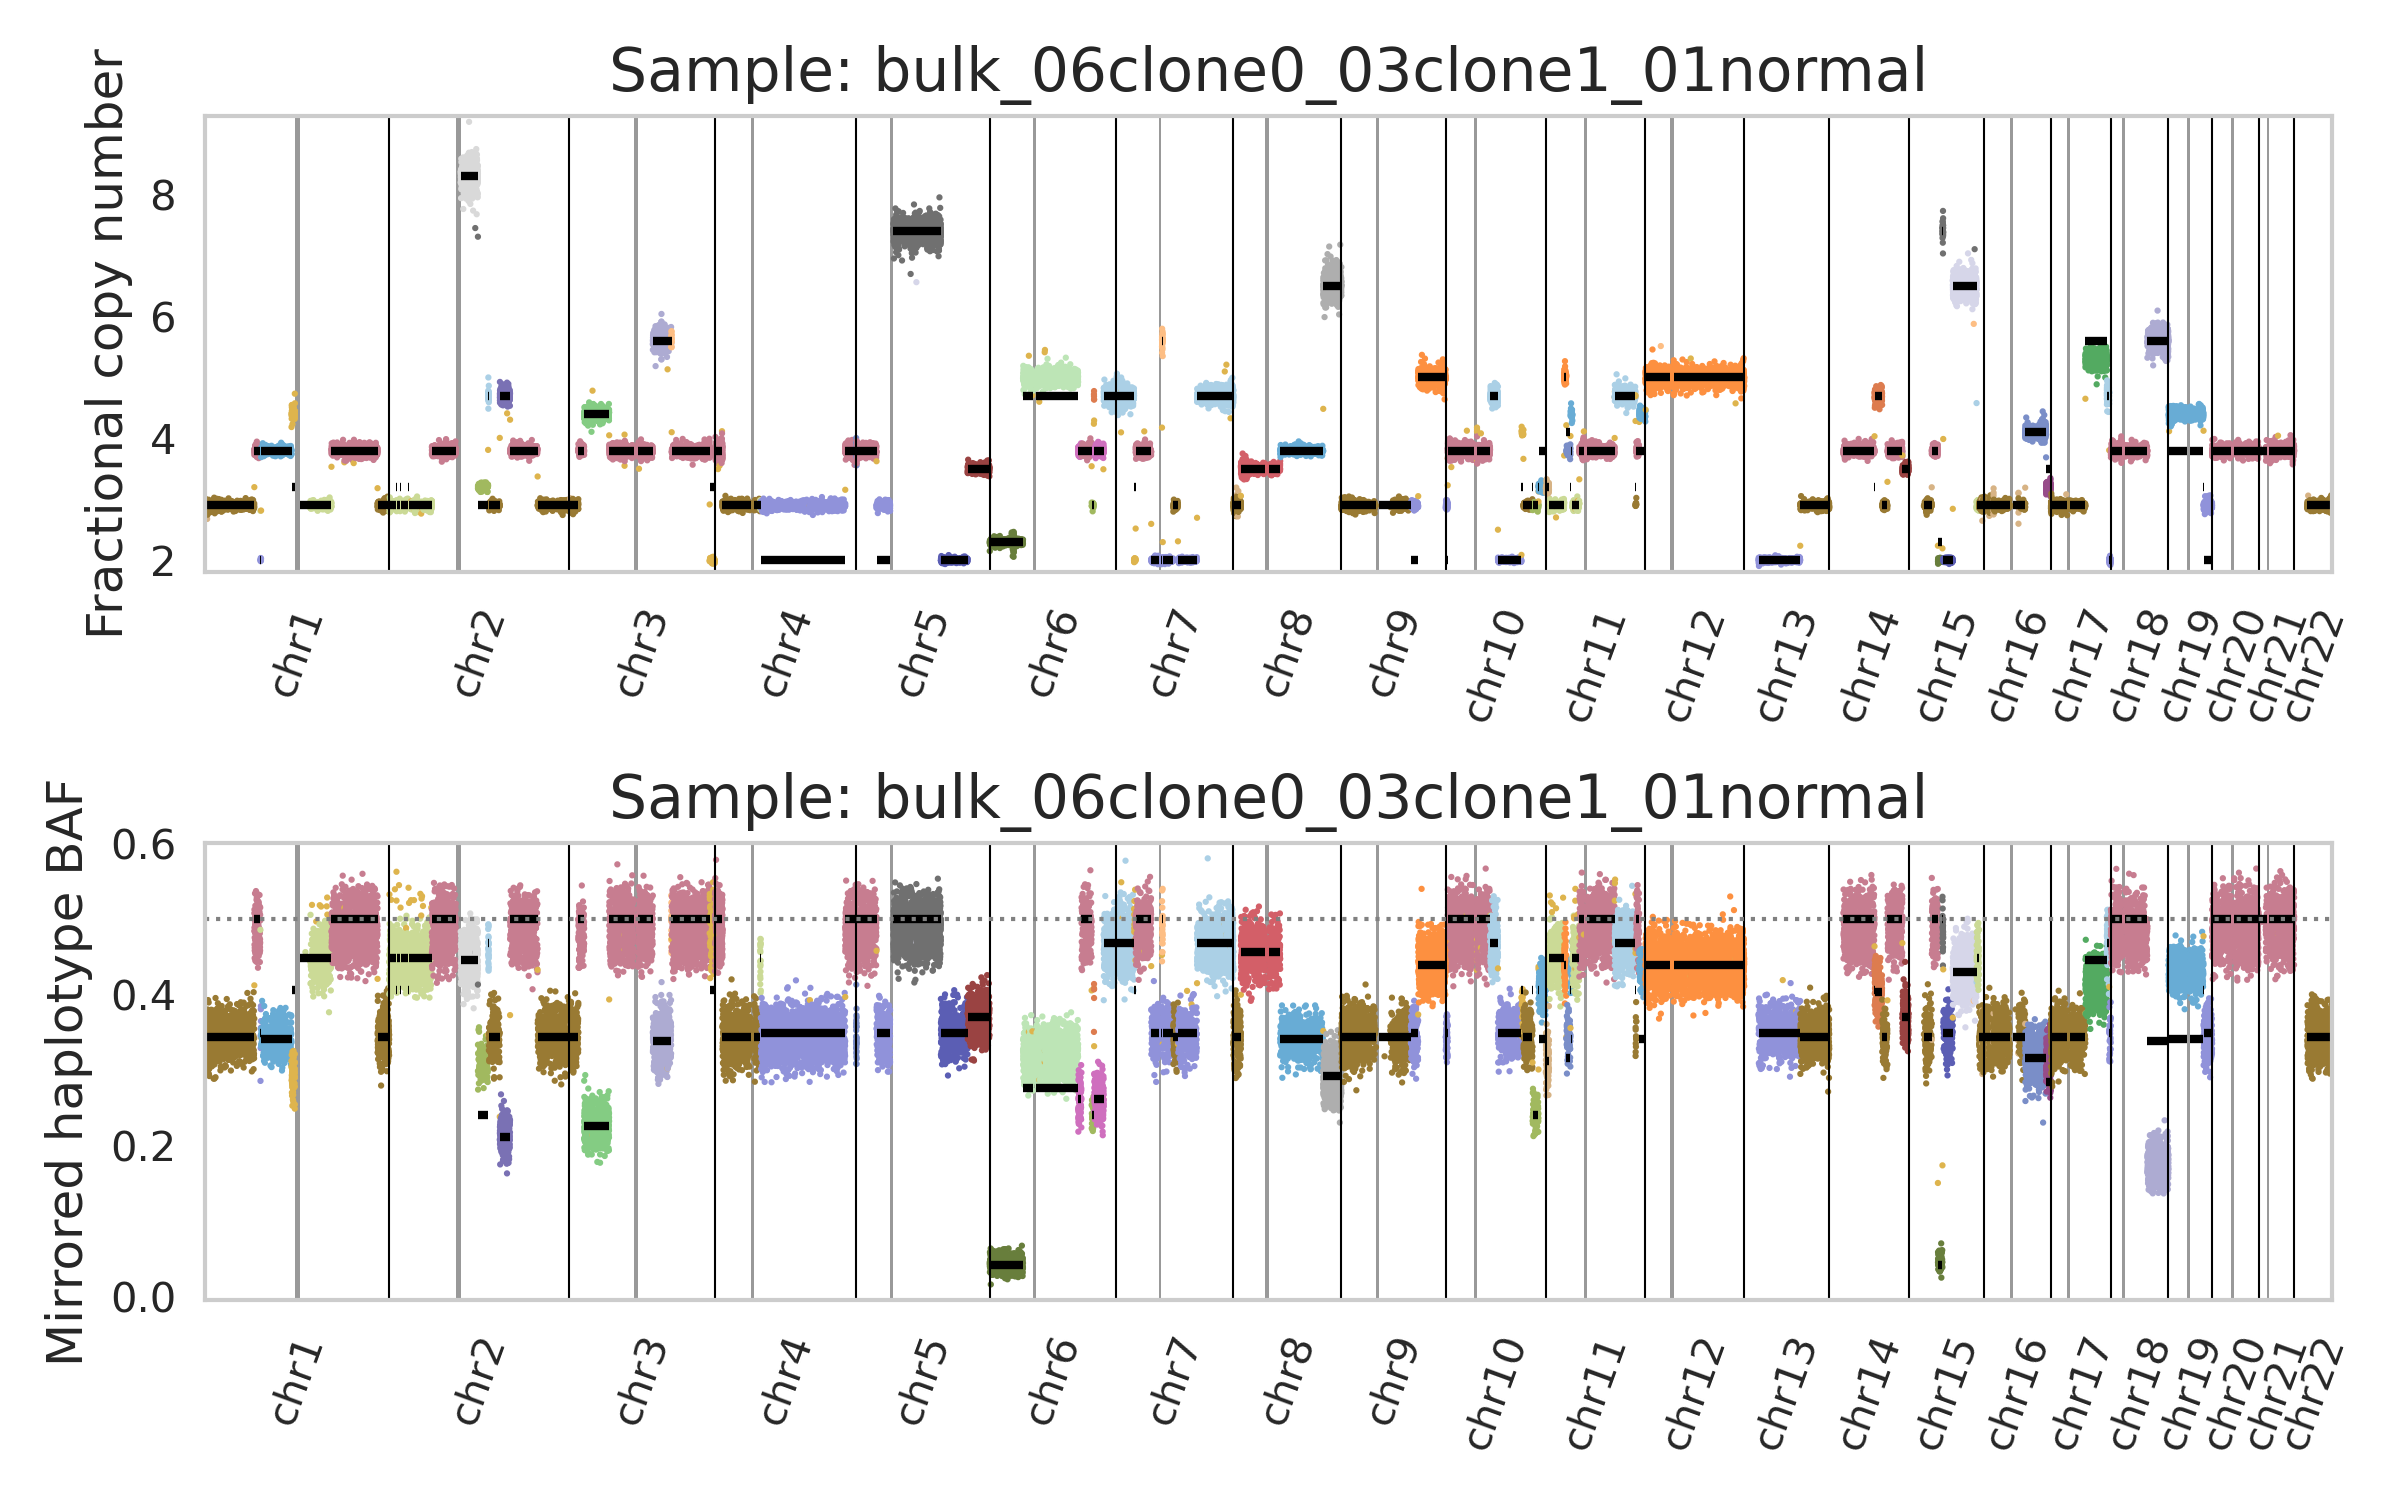 Sample: bulk_06clone0_03clone1_01normal
Fractional copy number
8
6
4
2
chr1
chr2
chr3
chr4
chr5
chr6
chr7
chr8
chr9
chr10
chr11
chr12
chr13
chr14
chr15
chr16
chr17
chr18
chr19
chr20
chr21
chr22
Sample: bulk_06clone0_03clone1_01normal
Mirrored haplotype BAF
0.6
0.4
0.2
0.0
chr1
chr2
chr3
chr4
chr5
chr6
chr7
chr8
chr9
chr10
chr11
chr12
chr13
chr14
chr15
chr16
chr17
chr18
chr19
chr20
chr21
chr22